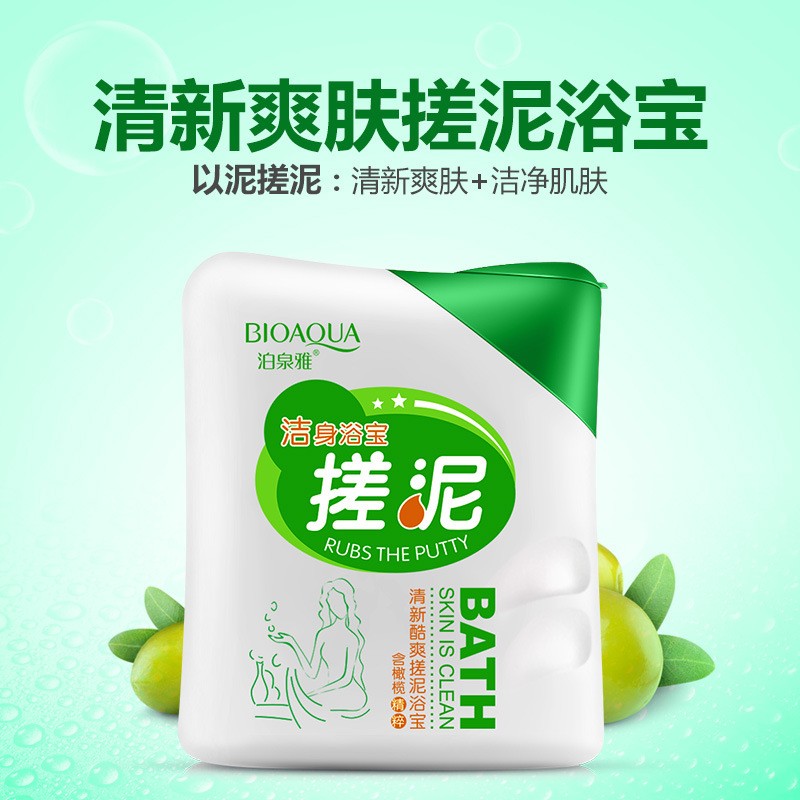 清新爽肤搓泥浴宝
以泥搓泥：清新爽肤+洁净肌肤
BIOAQUA
泊泉雅®
洁身浴宝
搓泥
RUBS THE PUTTY
BATH
SKIN IS CLEAN
清新酷爽搓泥浴宝
含橄榄精粹